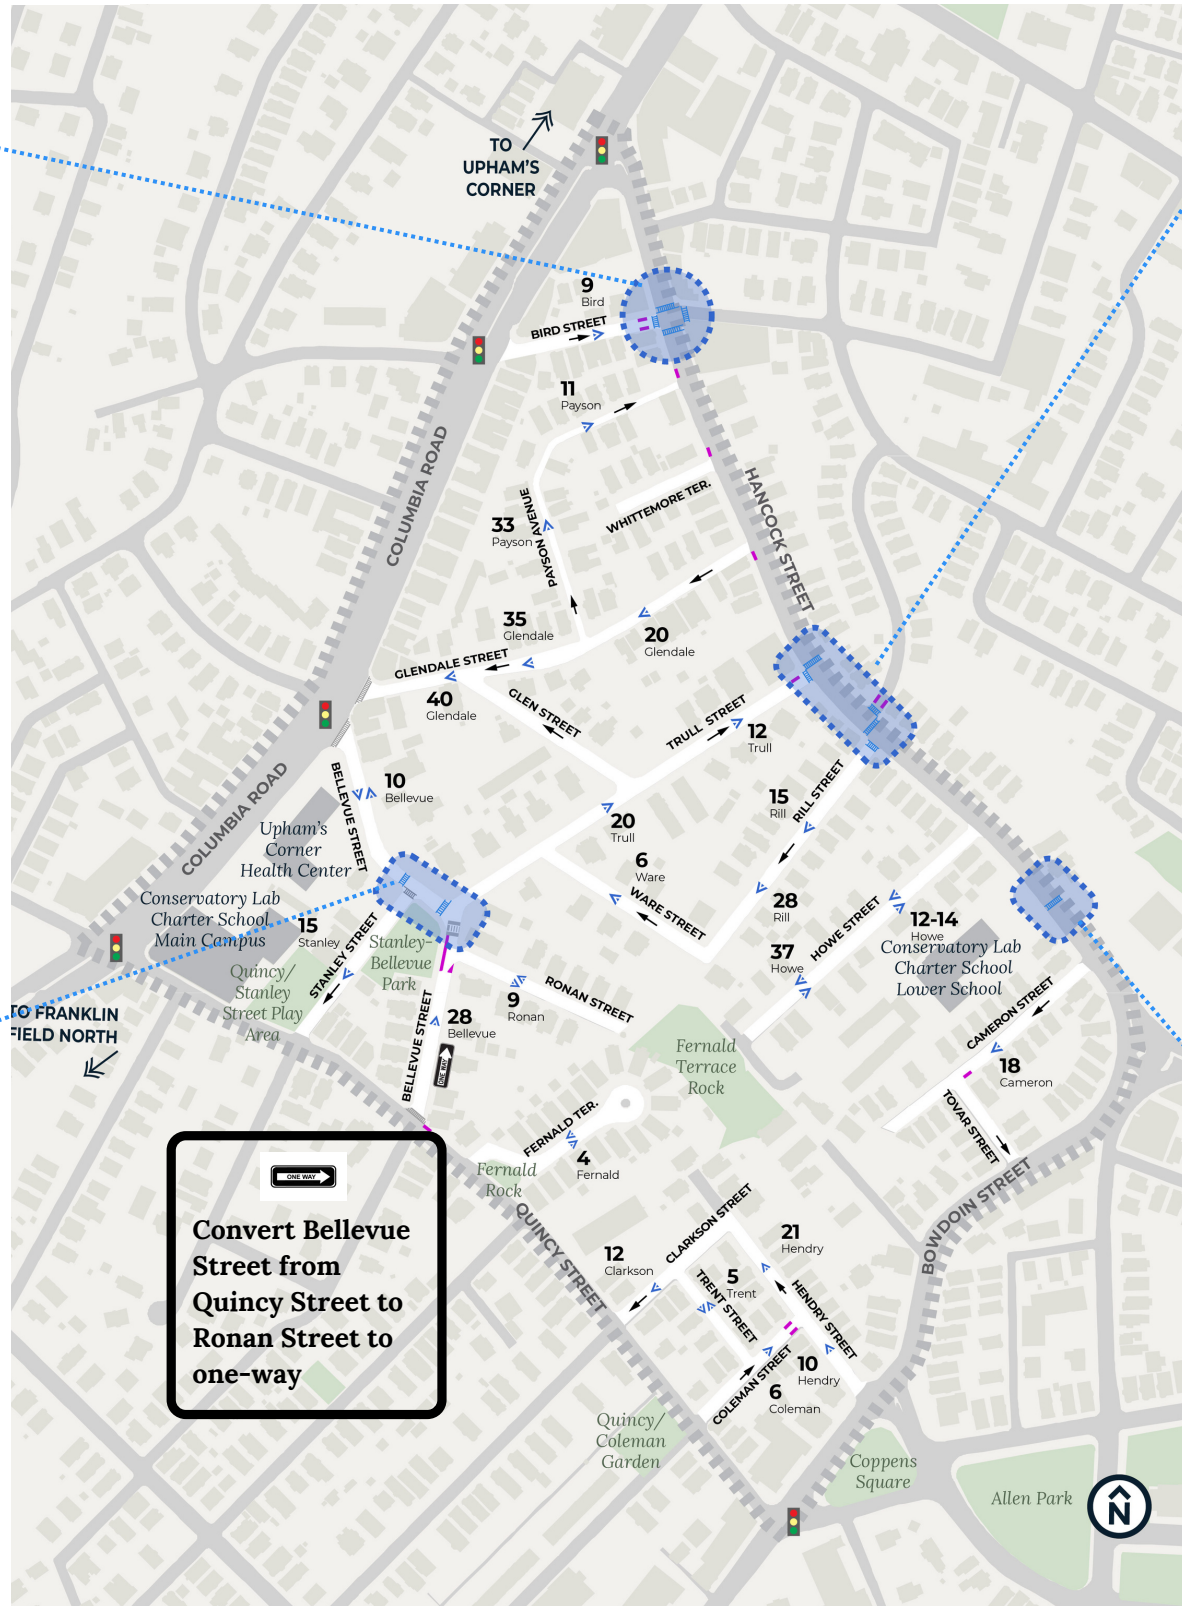 TO
UPHAM'S
CORNER
9
Bird
BIRD STREET
11
Payson
COLUMBIA ROAD
HANCOCK STREET
WHITTEMORE TER.
33
Payson
PAYSON AVENUE
35
Glendale
20
Glendale
GLENDALE STREET
40
Glendale
GLEN STREET
TRULL STREET
12
Trull
BELLEVUE STREET
10
Bellevue
COLUMBIA ROAD
15
Rill
RILL STREET
20
Trull
Upham's
Corner
Health Center
6
Ware
WARE STREET
28
Rill
Conservatory Lab
Charter School,
Main Campus
15
Stanley
STANLEY STREET
Stanley-
Bellevue
Park
HOWE STREET
12-14
Howe
37
Howe
Conservatory Lab
Charter School
Lower School
Quincy/
Stanley
Street Play
Area
9
Ronan
RONAN STREET
TO FRANKLIN
FIELD NORTH
28
Bellevue
BELLEVUE STREET
ONE WAY
Fernald
Terrace
Rock
CAMERON STREET
18
Cameron
TOVAR STREET
FERNALD TER.
4
Fernald
Fernald
Rock
ONE WAY
Convert Bellevue
Street from
Quincy Street to
Ronan Street to
one-way
QUINCY STREET
BOWDOIN STREET
CLARKSON STREET
12
Clarkson
21
Hendry
5
Trent
TRENT STREET
HENDRY STREET
10
Hendry
COLEMAN STREET
6
Coleman
Quincy/
Coleman
Garden
Coppens
Square
Allen Park
N